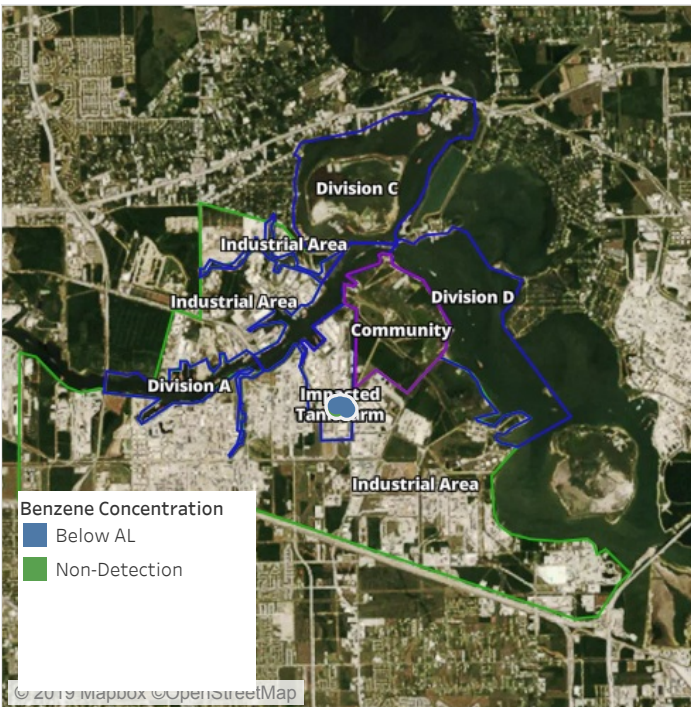 Division C
Industrial Area
Division D
Industrial Area
Community
Division A
Impacted
Tank Farm
Industrial Area
Benzene Concentration
Below AL
Non-Detection
© 2019 Mapbox ©OpenStreetMap